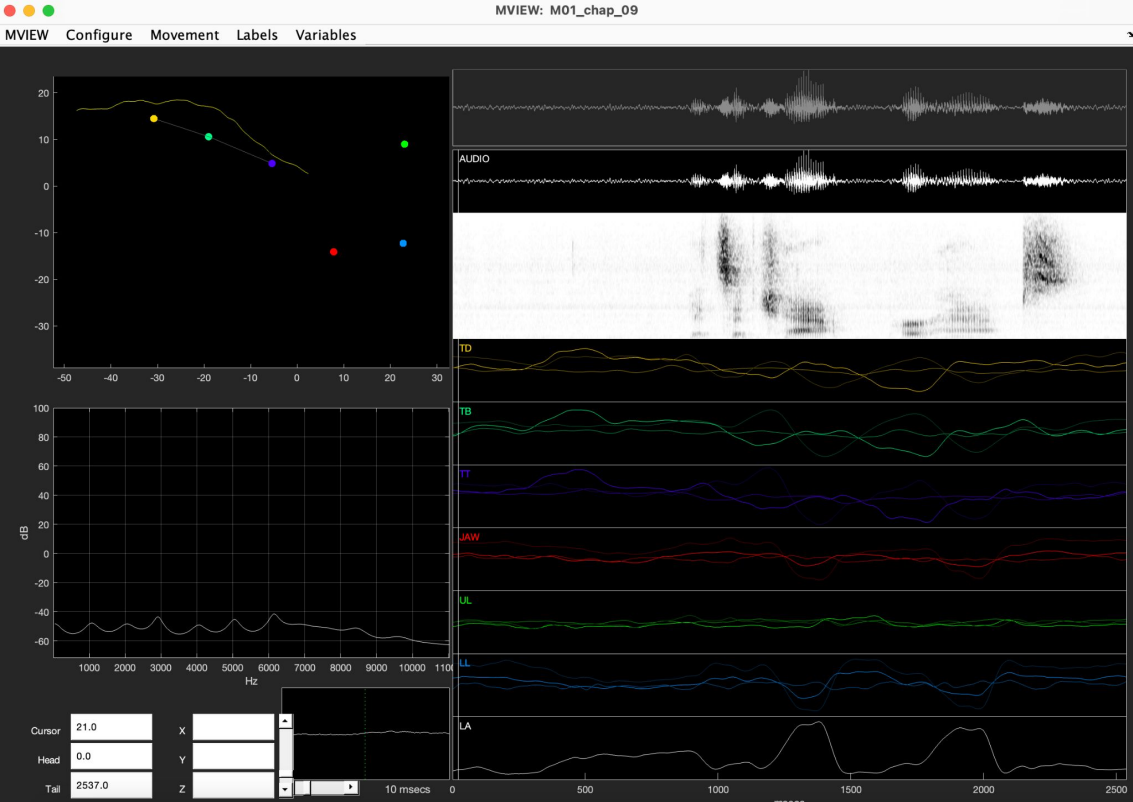 MVIEW: M01_chap_09
MVIEW Configure Movement Labels Variables
20
10
0
-10
-20
-30
-50 -40 -30 -20 -10 0 10 20 30
AUDIO
TD
TB
TT
JAW
UL
LL
LA
100
80
60
40
20
0
-20
-40
-60
dB
1000 2000 3000 4000 5000 6000 7000 8000 9000 10000
Hz
Cursor 21.0 X
Head 0.0 Y
Tail 2537.0 Z
10 msecs
0 500 1000 1500 2000 2500